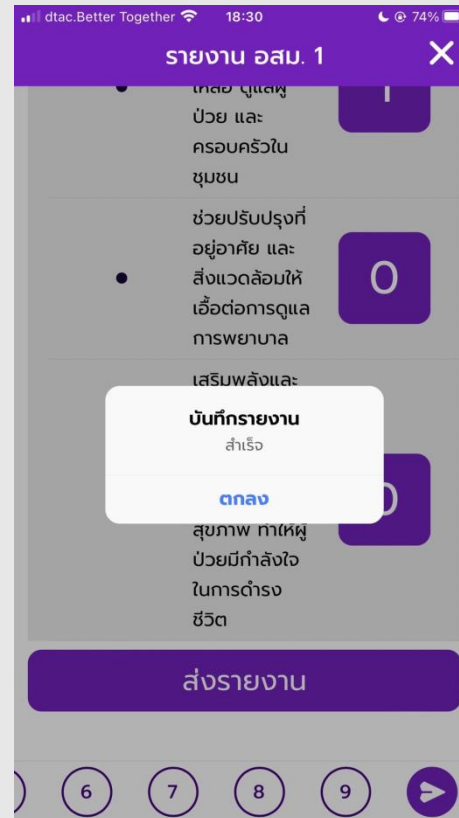 dtac.Better Together 18:30 74%
รายงาน อสม. 1
เหลือ ดูแลผู้
ป่วย และ
ครอบครัวใน
ชุมชน
1
ช่วยปรับปรุงที่
อยู่อาศัย และ
สิ่งแวดล้อมให้
เอื้อต่อการดูแล
การพยาบาล
0
เสริมพลังและ
บันทึกรายงาน
สำเร็จ
ตกลง
0
สุขภาพ ทำให้ผู้
ป่วยมีกำลังใจ
ในการดำรง
ชีวิต
ส่งรายงาน
6 7 8 9